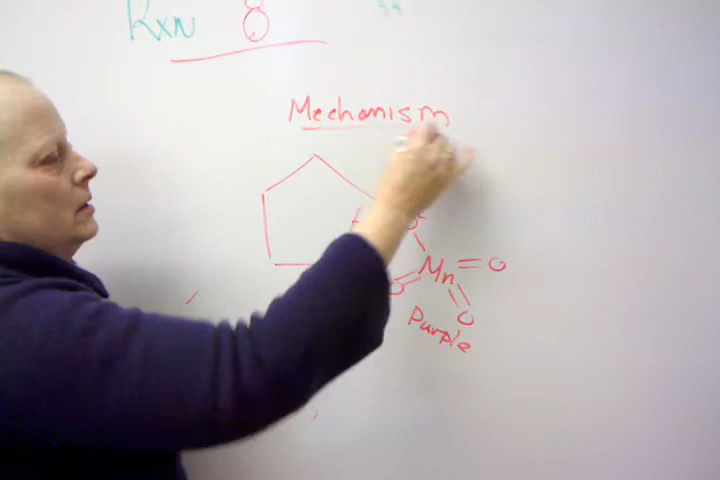 Rxn 8
Mechanism
Mn = O
O
O
Purple